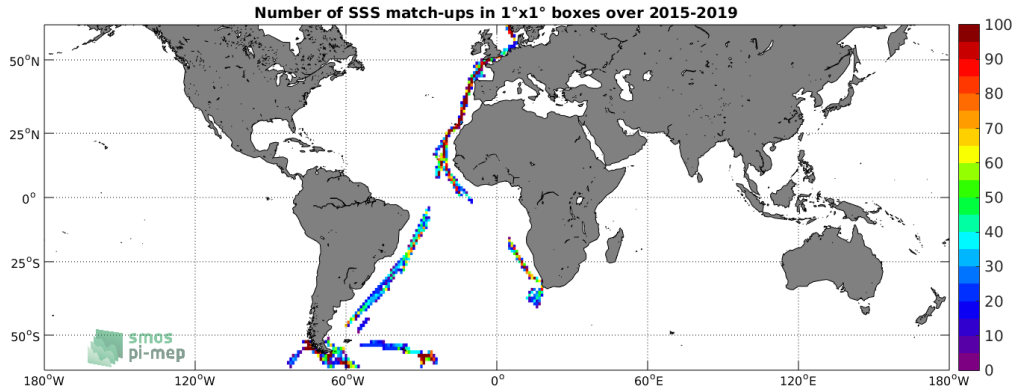 Number of SSS match-ups in 1°x1° boxes over 2015-2019
50°N
25°N
0°
25°S
50°S
180°W
120°W
60°W
0°
60°E
120°E
180°W
100
90
80
70
60
50
40
30
20
10
0
smos
pi-mep